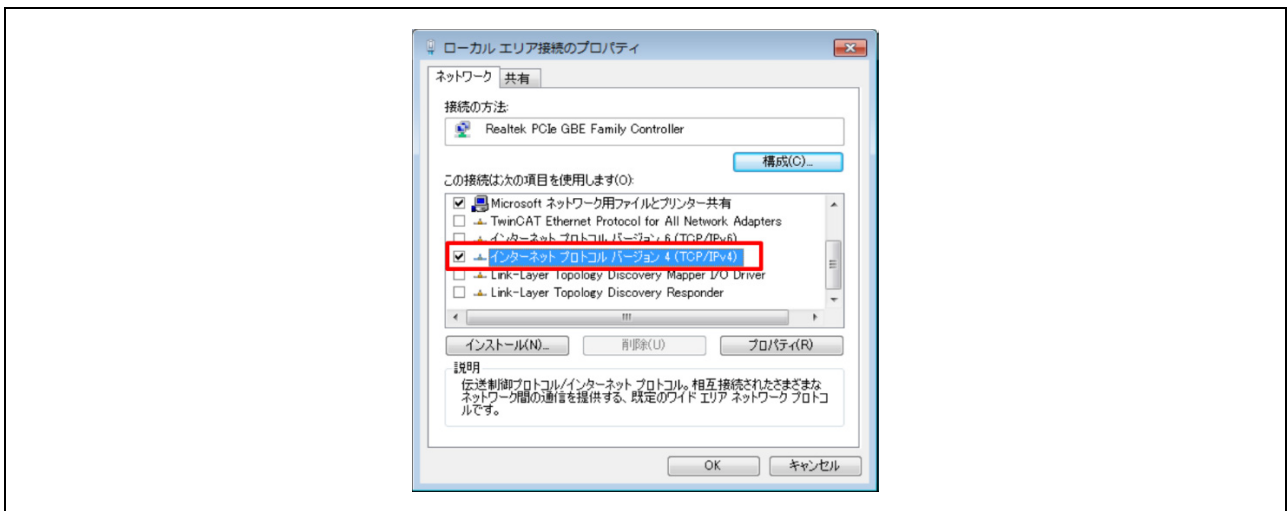 ローカル エリア接続のプロパティ
ネットワーク 共有
接続の方法:
Realtek PCIe GBE Family Controller
構成(C)...
この接続は次の項目を使用します(O):
Microsoft ネットワーク用ファイルとプリンター共有
TwinCAT Ethernet Protocol for All Network Adapters
インターネット プロトコル バージョン 6 (TCP/IPv6)
インターネット プロトコル バージョン 4 (TCP/IPv4)
Link-Layer Topology Discovery Mapper I/O Driver
Link-Layer Topology Discovery Responder
インストール(N)... 削除(U) プロパティ(R)
説明
伝送制御プロトコル/インターネット プロトコル。相互接続されたさまざまな
ネットワーク間の通信を提供する、既定のワイド エリア ネットワーク プロトコ
ルです。
OK キャンセル